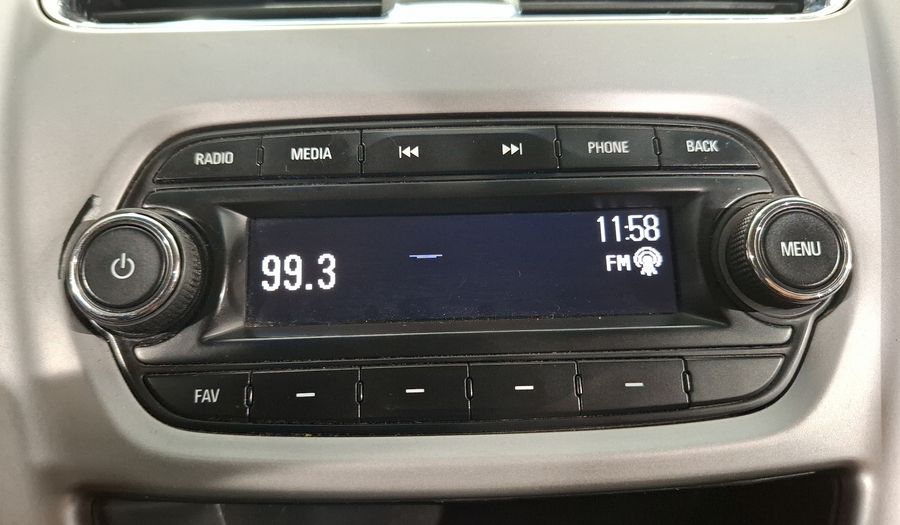 RADIO MEDIA PHONE BACK
11:58
99.3 FM
MENU
FAV